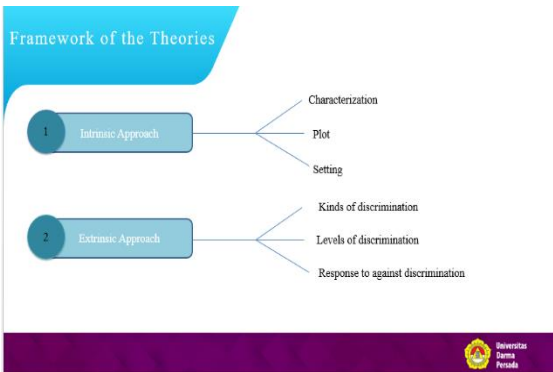 Framework of the Theories
1
Intrinsic Approach
Characterization
Plot
Setting
2
Extrinsic Approach
Kinds of discrimination
Levels of discrimination
Response to against discrimination
Universitas
Darma
Persada